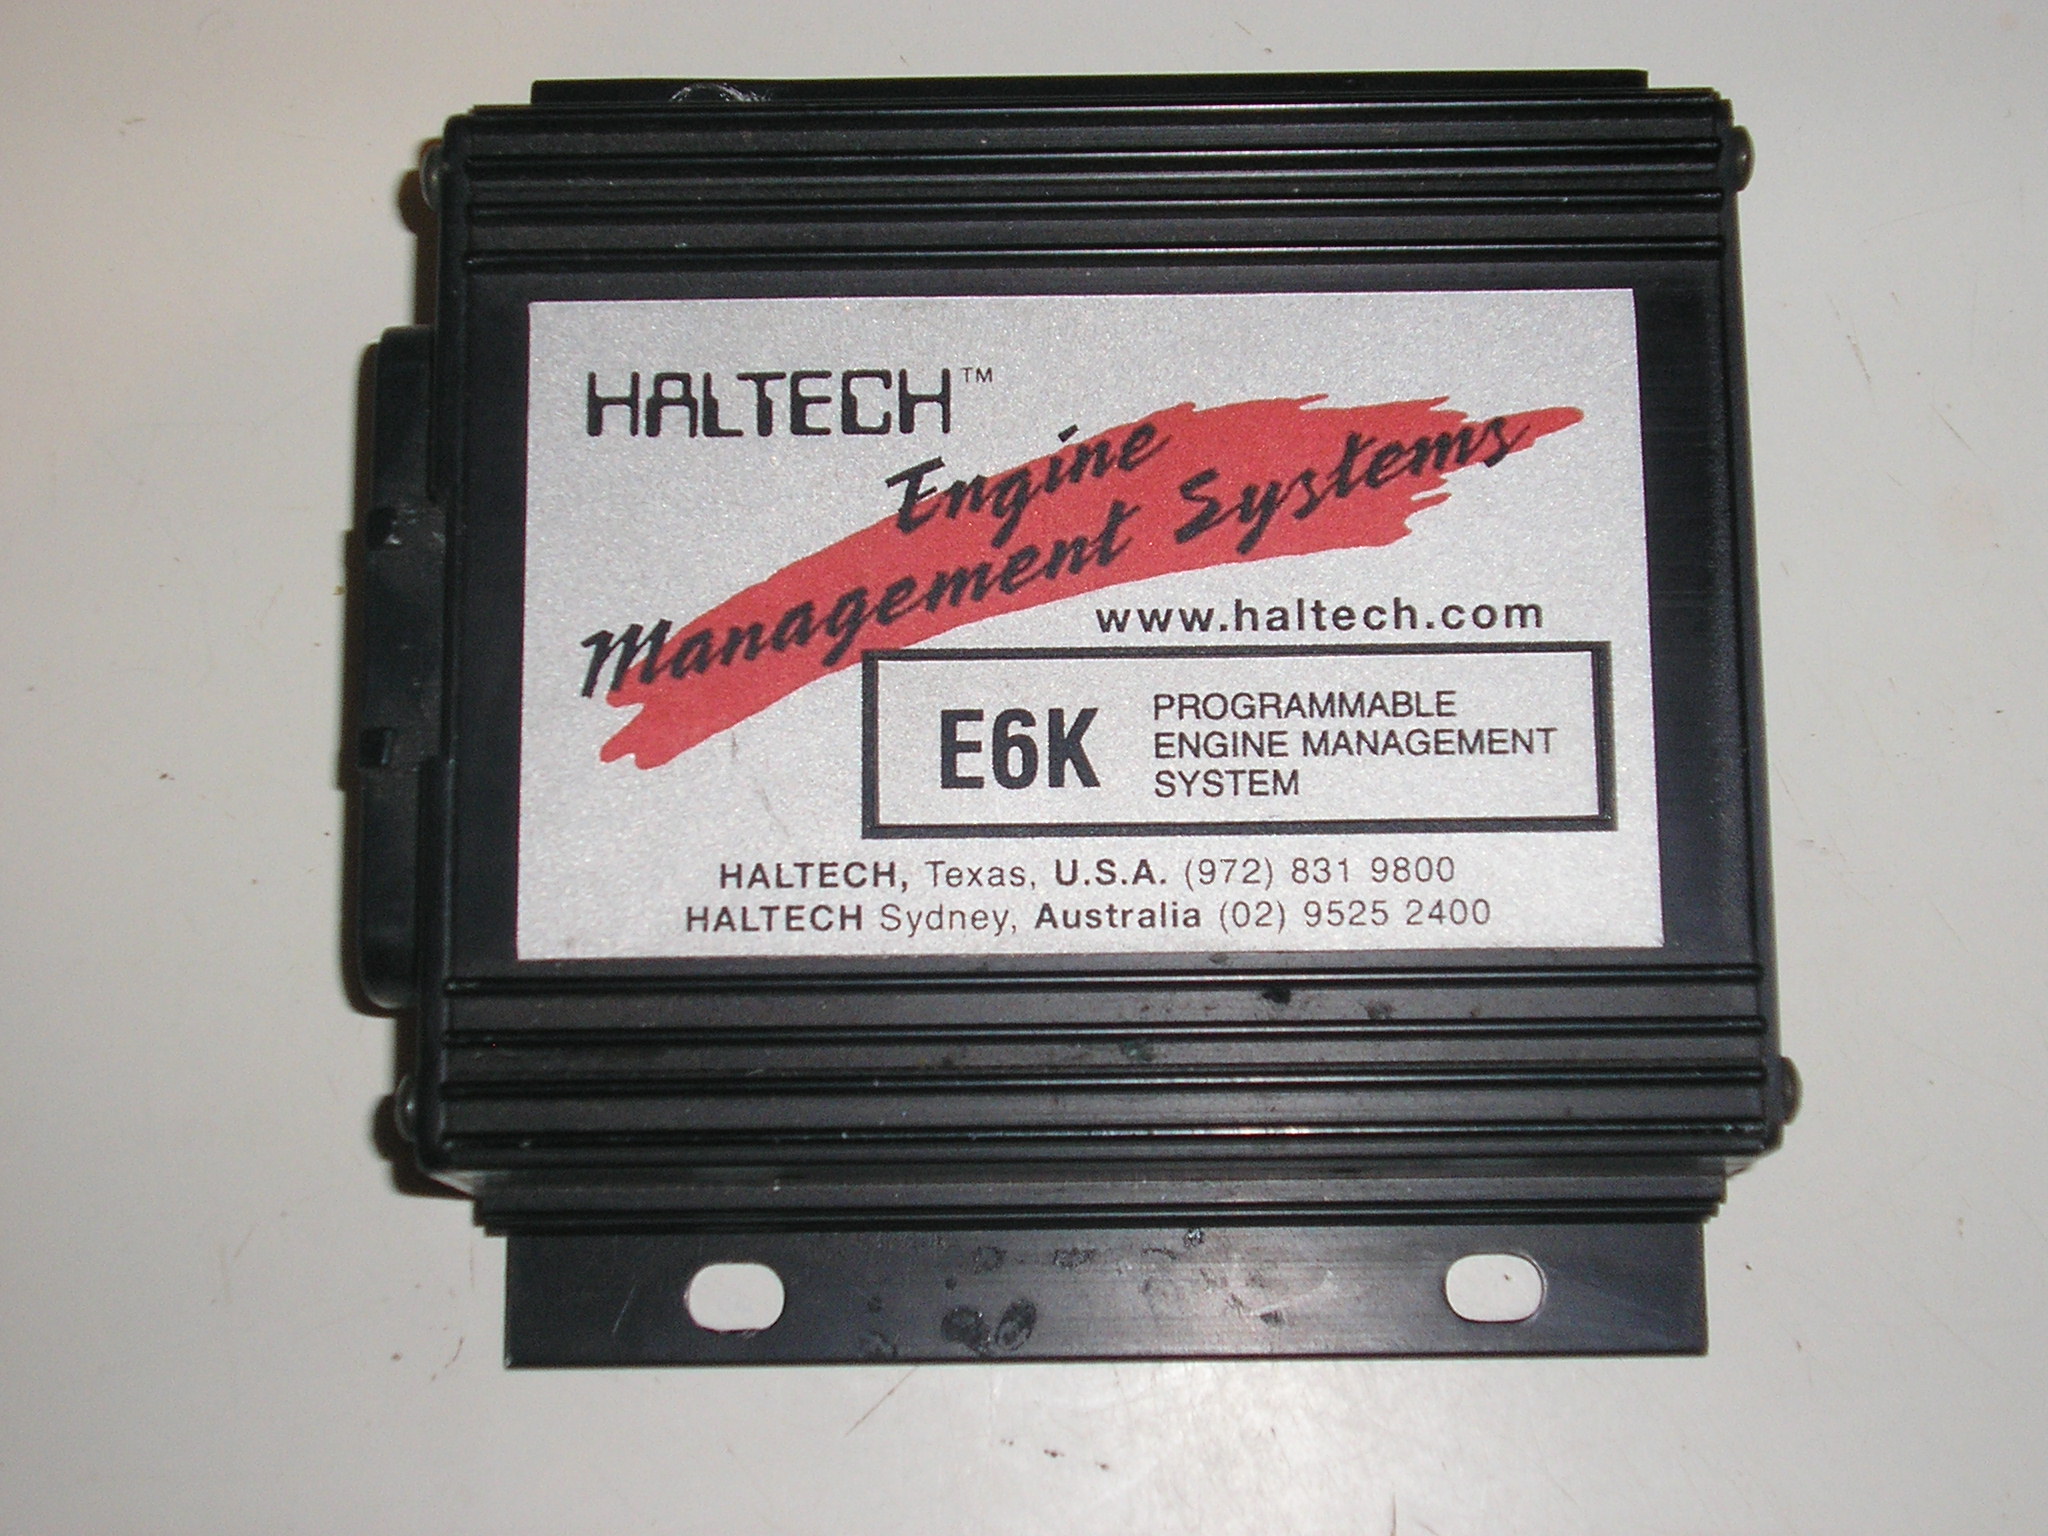 HALTECH™
Engine
Management Systems
www.haltech.com
E6K
PROGRAMMABLE
ENGINE MANAGEMENT
SYSTEM
HALTECH, Texas, U.S.A. (972) 831 9800
HALTECH Sydney, Australia (02) 9525 2400